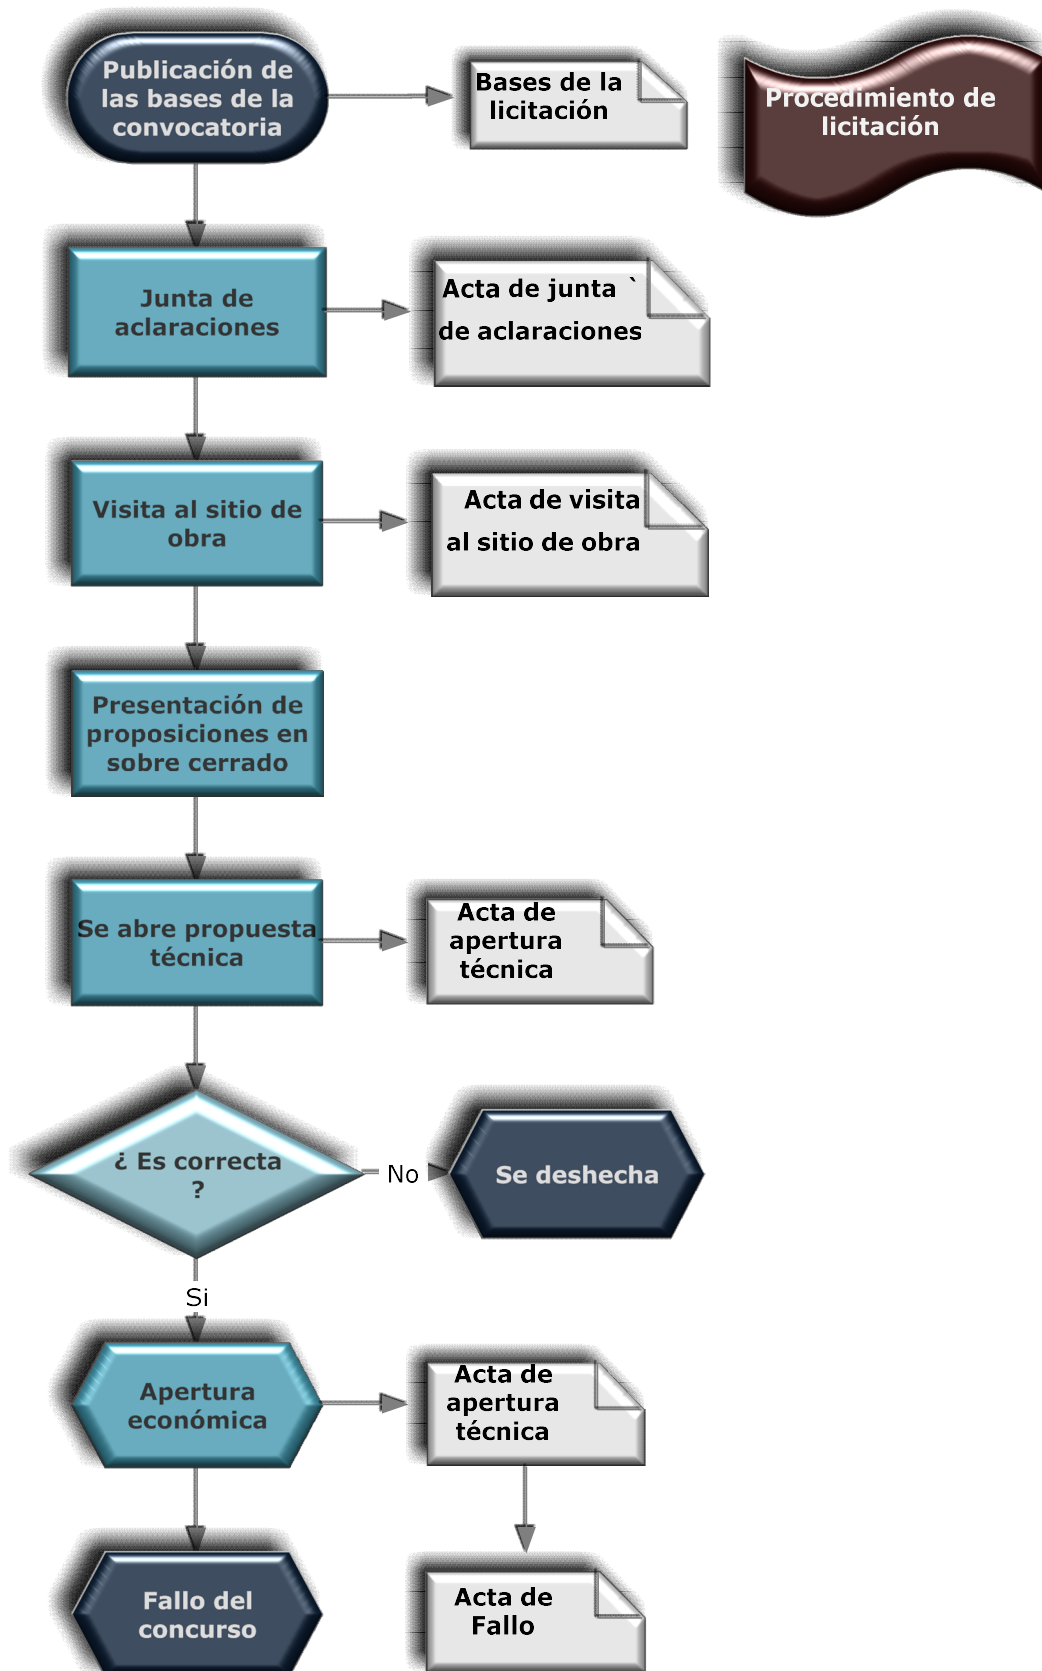 Publicación de
las bases de la
convocatoria
Bases de la
licitación
Procedimiento de
licitación
Junta de
aclaraciones
Acta de junta `
de aclaraciones
Visita al sitio de
obra
Acta de visita
al sitio de obra
Presentación de
proposiciones en
sobre cerrado
Se abre propuesta
técnica
Acta de
apertura
técnica
¿ Es correcta
?
No
Se deshecha
Si
Apertura
económica
Acta de
apertura
técnica
Fallo del
concurso
Acta de
Fallo